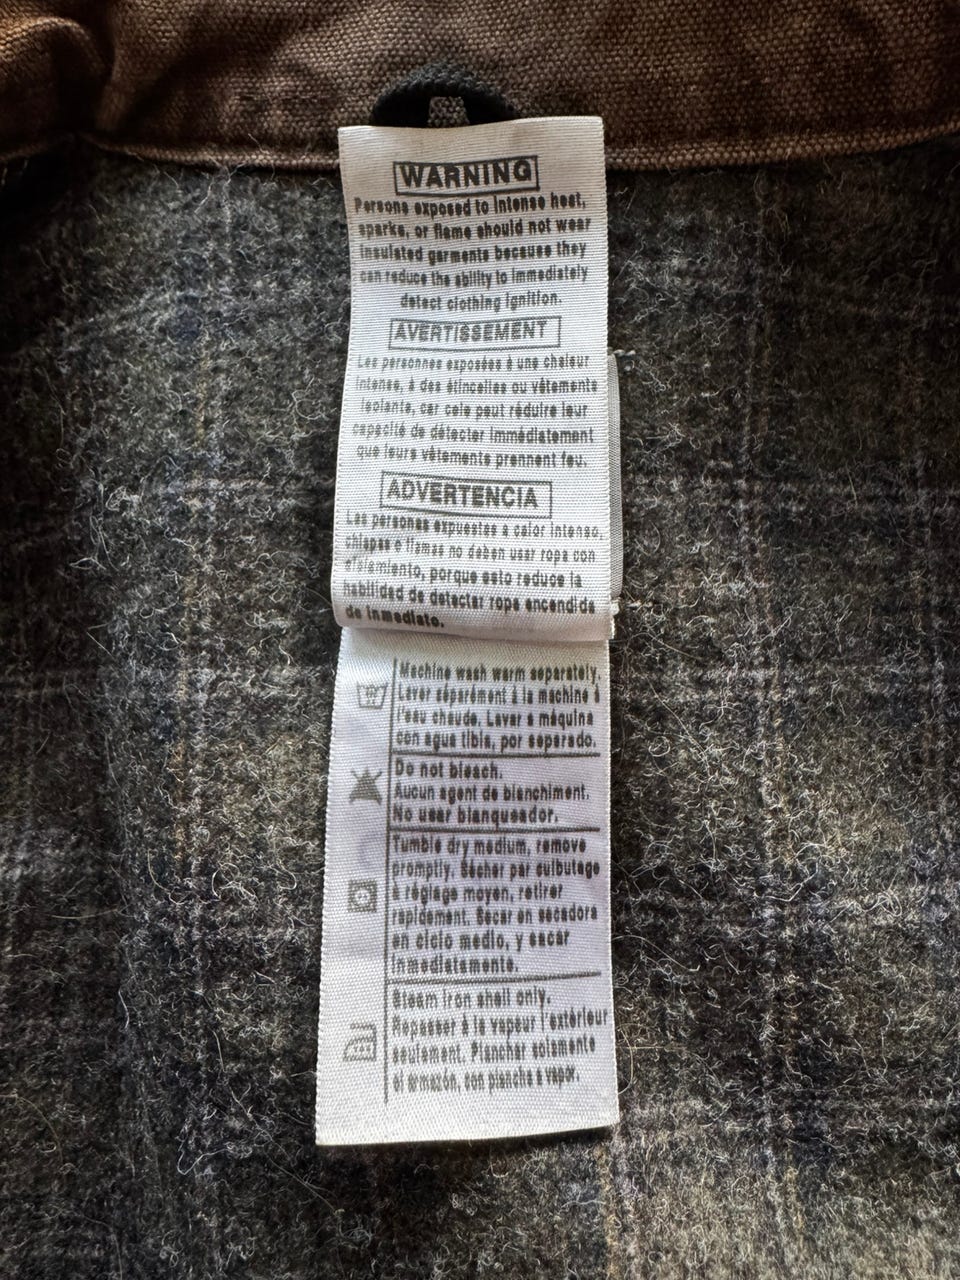 WARNING
Persons exposed to intense heat,
sparks, or flame should not wear
insulated garments because they
can reduce the ability to immediately
detect clothing ignition.
AVERTISSEMENT
Les personnes exposées à une chaleur
intense, à des étincelles ou vêtements
isolants, car cela peut réduire leur
capacité de détecter immédiatement
que leurs vêtements prennent feu.
ADVERTENCIA
Las personas expuestas a calor intenso,
chispas o llamas no deben usar ropa con
aislamiento, porque esto reduce la
habilidad de detectar ropa encendida
de inmediato.
Machine wash warm separately.
Laver séparément à la machine à
l'eau chaude. Lavar a máquina
con agua tibia, por separado.
Do not bleach.
Aucun agent de blanchiment.
No usar blanqueador.
Tumble dry medium, remove
promptly. Sécher par culbutage
à réglage moyen, retirer
rapidement. Secar en secadora
en ciclo medio, y sacar
inmediatamente.
Steam iron shell only.
Repasser à la vapeur l'extérieur
seulement. Planchar solamente
el armazón, con plancha a vapor.